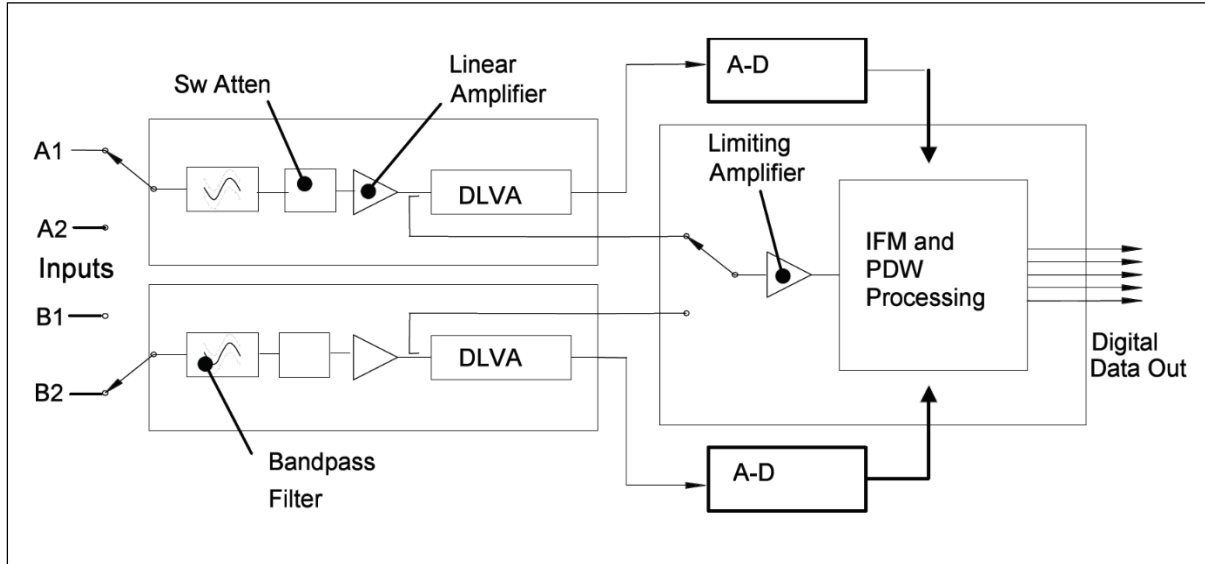 A-D
Linear
Amplifier
Sw Atten
A1
Limiting
Amplifier
DLVA
A2
IFM and
PDW
Processing
Inputs
B1
Digital
Data Out
DLVA
B2
Bandpass
Filter
A-D